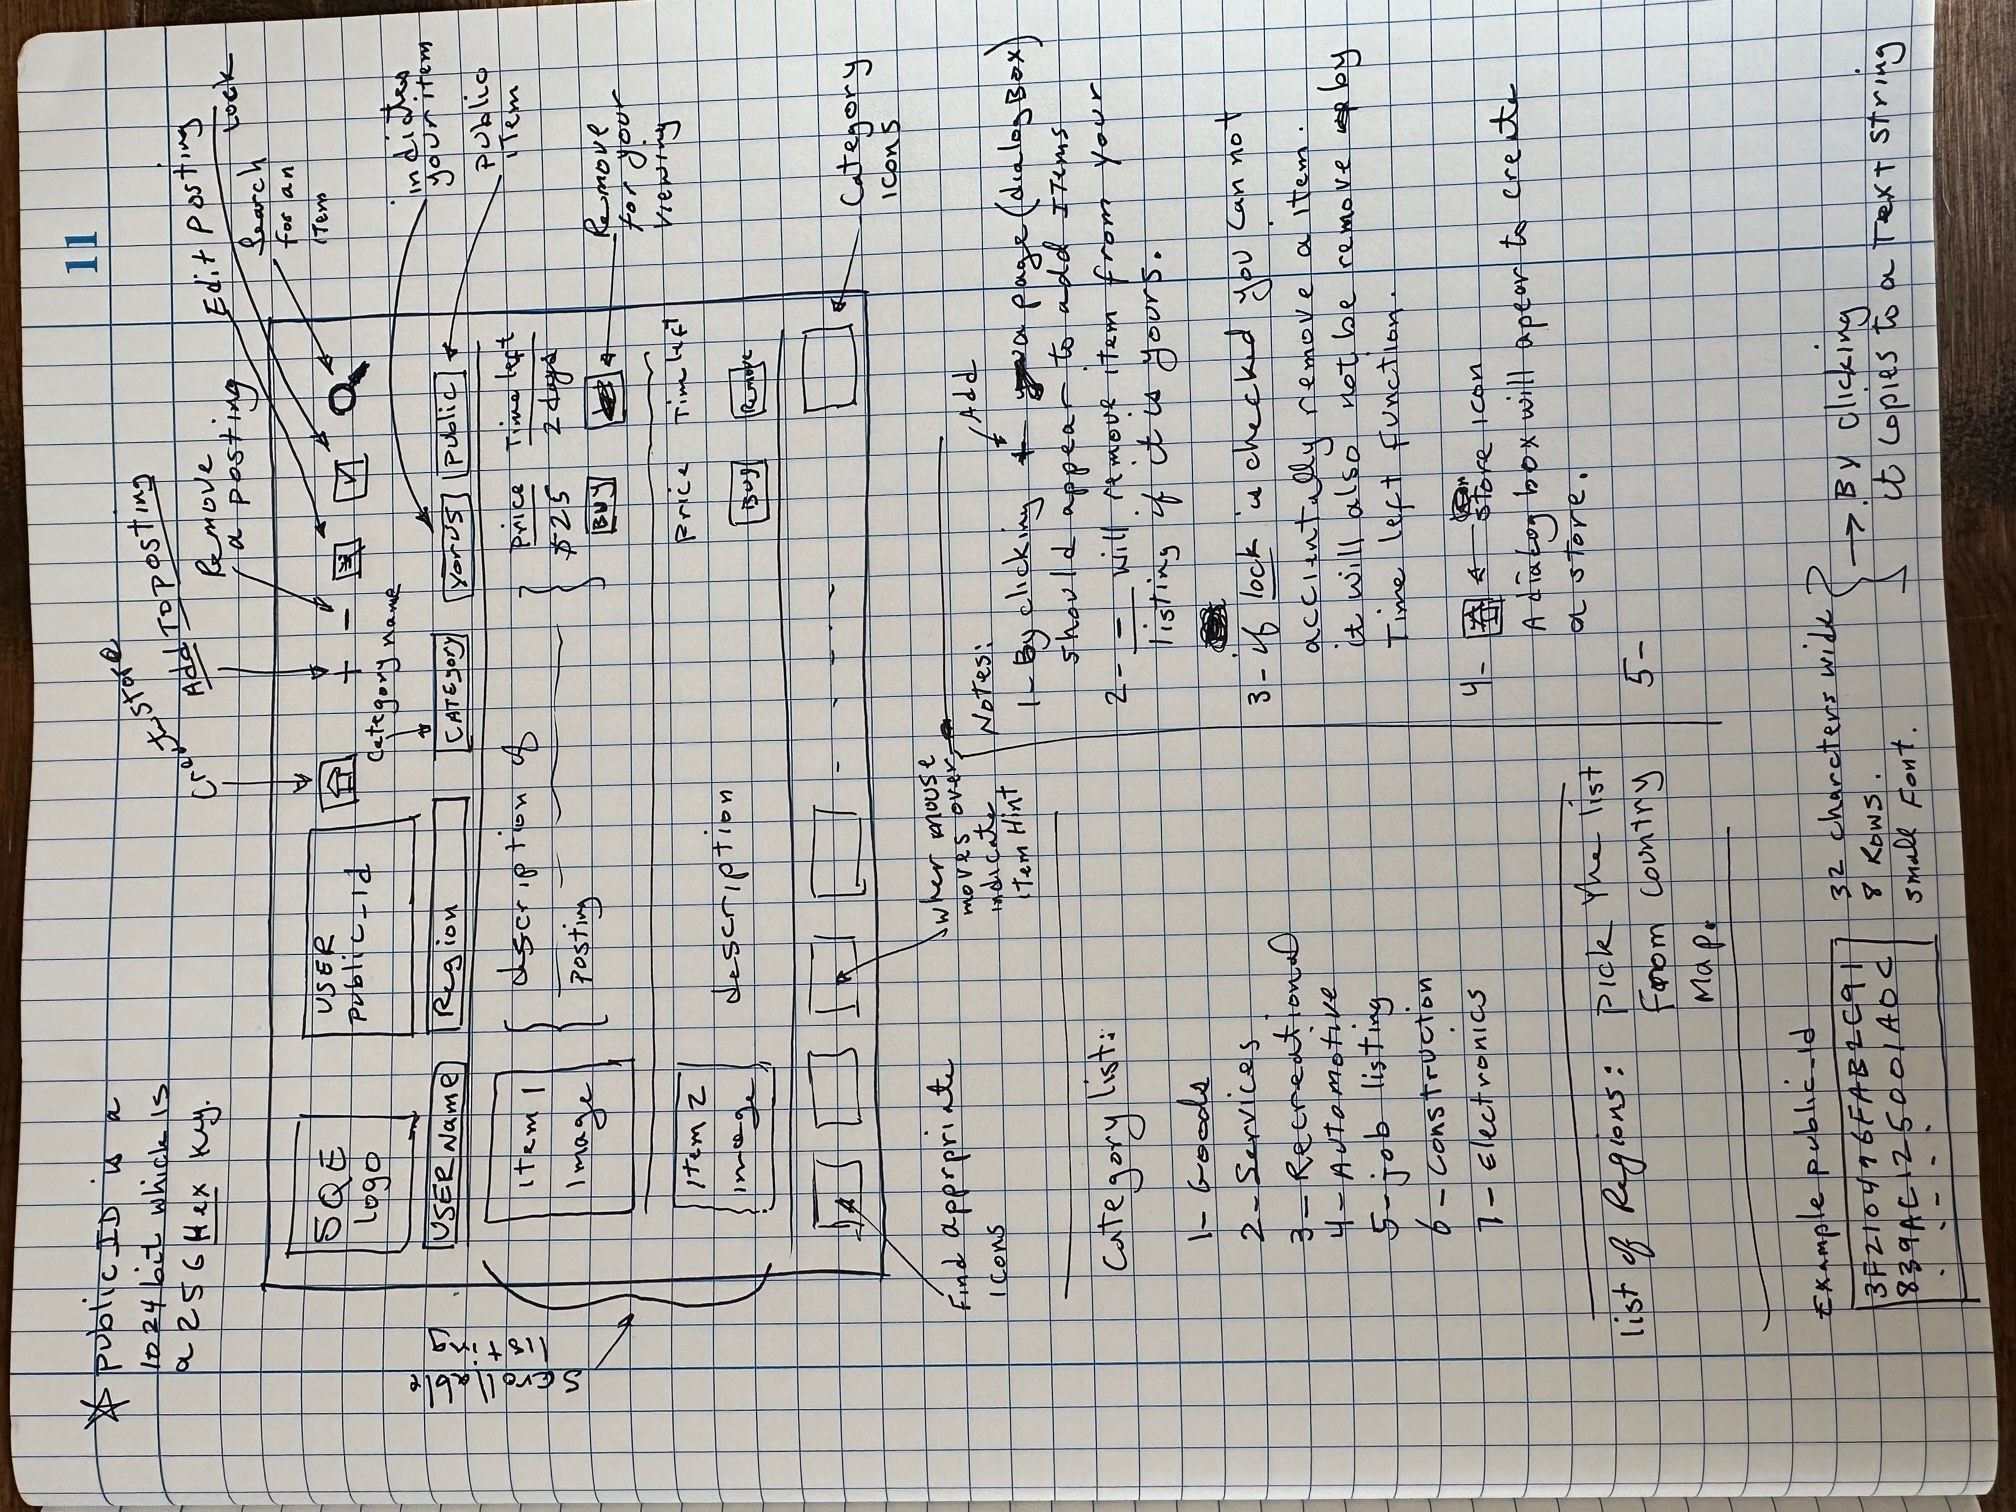 11
* public ID is a
1024 bit which is
a 256 Hex Key.
Create store
Add TO posting
Remove
a posting
Edit posting
lock
Search
for an
iTem
SQE
logo
USER
public_id
+
-
Category name
USER Name
Region
CATEgory
yorus
public
indiates
your item
public
iTem
Scrollable
listing
item 1
image
description of
posting
price
Time left
$25
2 days
BUY
Remove
for your
viewing
item 2
image
description
price
Time left
Buy
Remove
Category
icons
Find apprpriate
icons
when mouse
moves over
indicate
iTem Hint
Category list:
1- Goods
2- Services
3- Recreational
4- Automotive
5- job listing
6- Constructon
7- Electronics
Notes:
Add
1- By clicking + a page (dialog Box)
should appear to add ITems
2- - will remove item from your
listing if it is yours.
3- if lock is checked you can not
accientally remove a item.
it will also not be remove by
Time left function.
4- ← store icon
A dialog box will apear to create
a store.
5-
list of Regions: pick the list
From Country
Map.
Example public_id
3F210496FAB2C91
839AC125001A0C
. . - . .
32 charcters wide
8 Rows.
small Font.
→ By clicking
it copies to a Text string